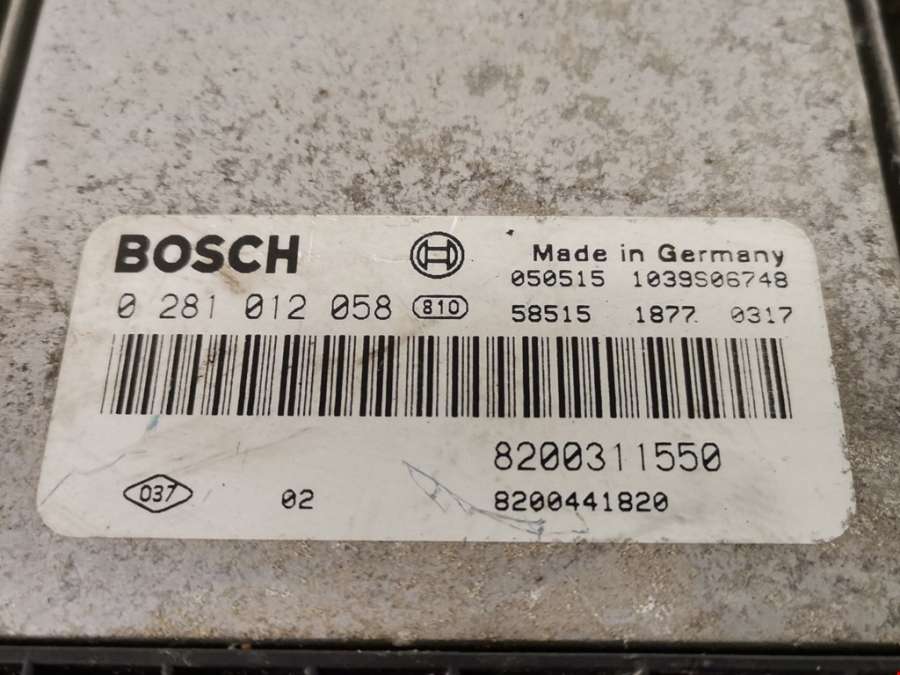 BOSCH
Made in Germany
050515 1039S06748
0 281 012 058 810
58515 1877 0317
8200311550
037 02
8200441820